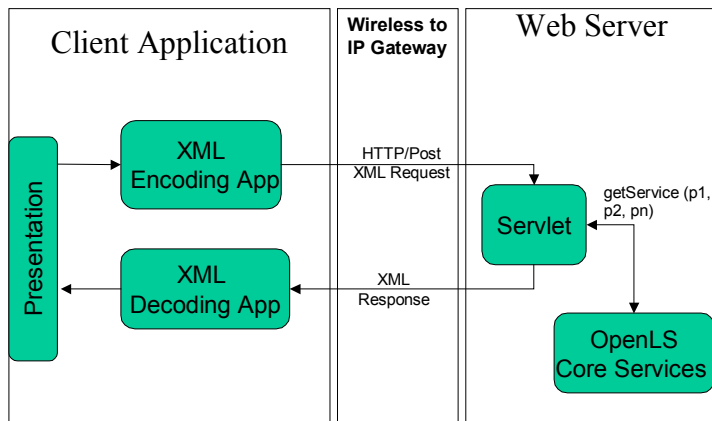 Client Application
Wireless to
IP Gateway
Web Server
Presentation
XML
Encoding App
HTTP/Post
XML Request
Servlet
getService (p1,
p2, pn)
XML
Decoding App
XML
Response
OpenLS
Core Services